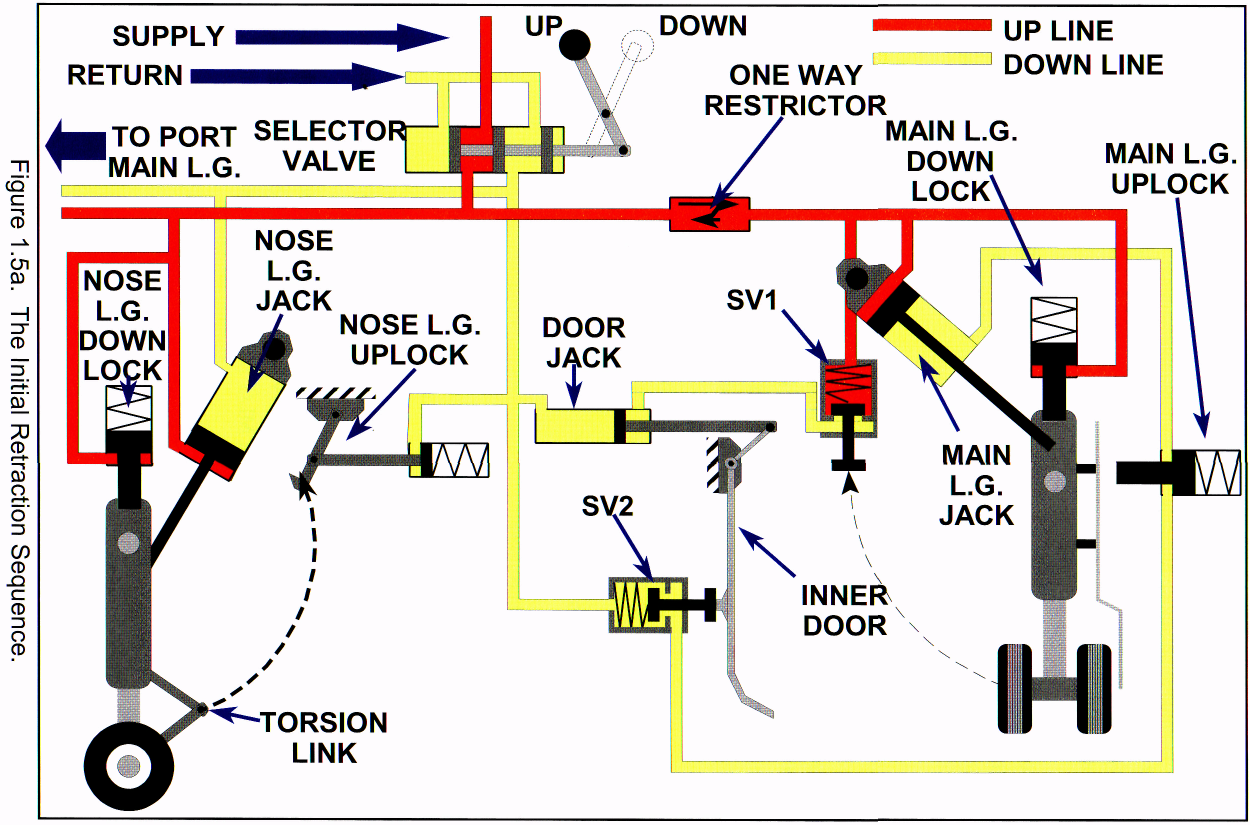 SUPPLY
RETURN
TO PORT
MAIN L.G.
SELECTOR
VALVE
UP
DOWN
ONE WAY
RESTRICTOR
UP LINE
DOWN LINE
MAIN L.G.
DOWN
LOCK
MAIN L.G.
UPLOCK
NOSE
L.G.
DOWN
LOCK
NOSE
L.G.
JACK
NOSE L.G.
UPLOCK
DOOR
JACK
SV1
MAIN
L.G.
JACK
SV2
INNER
DOOR
TORSION
LINK
Figure 1.5a. The Initial Retraction Sequence.